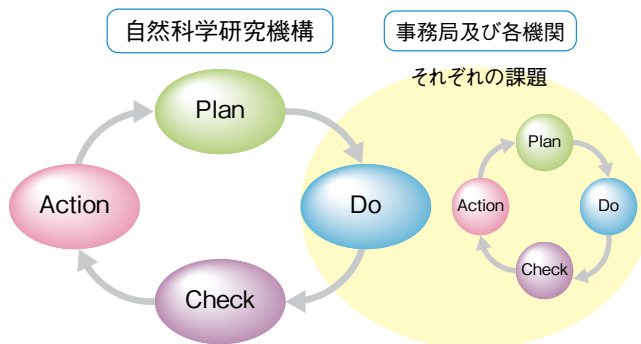 自然科学研究機構
事務局及び各機関
それぞれの課題
Plan
Action
Do
Check
Plan
Action
Do
Check